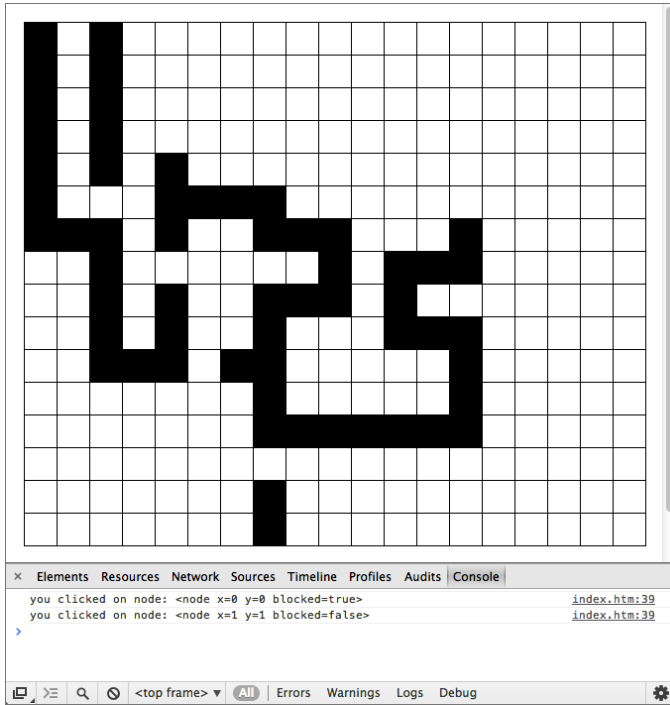 × Elements Resources Network Sources Timeline Profiles Audits Console
you clicked on node: <node x=0 y=0 blocked=true> index.htm:39
you clicked on node: <node x=1 y=1 blocked=false> index.htm:39
>
<top frame> ▼ All Errors Warnings Logs Debug